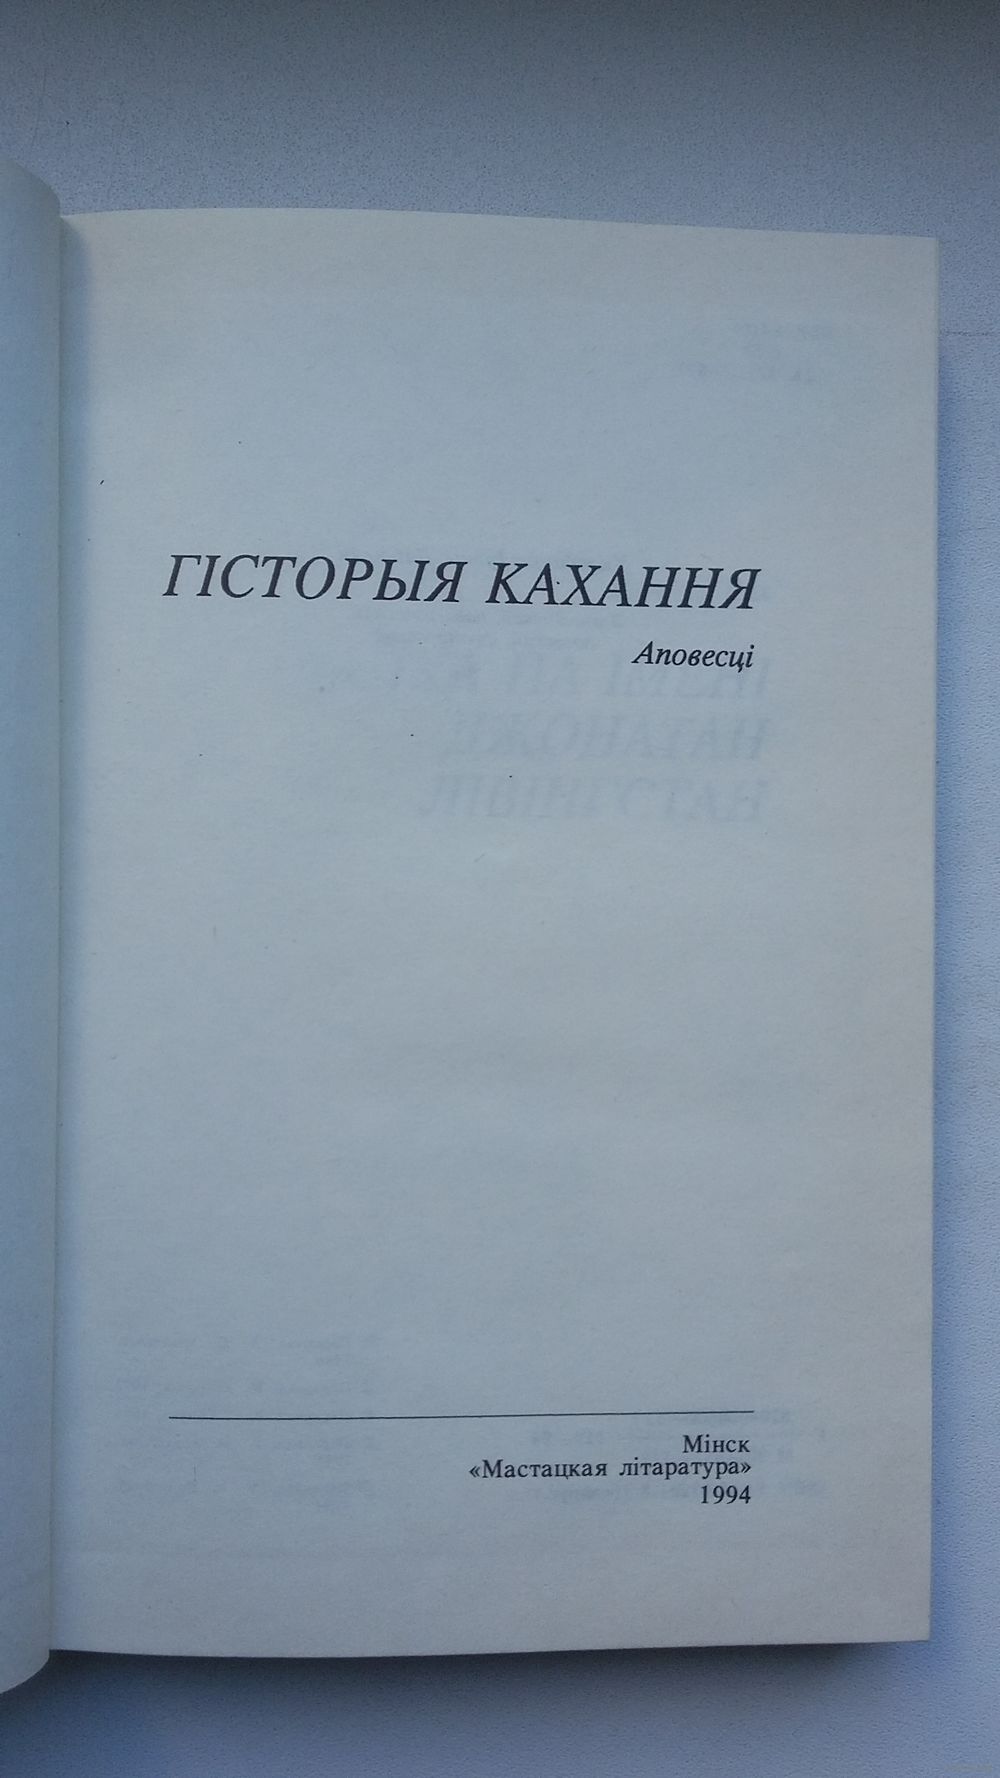 ГІСТОРЫЯ КАХАННЯ
Аповесці
Мінск
«Мастацкая літаратура»
1994